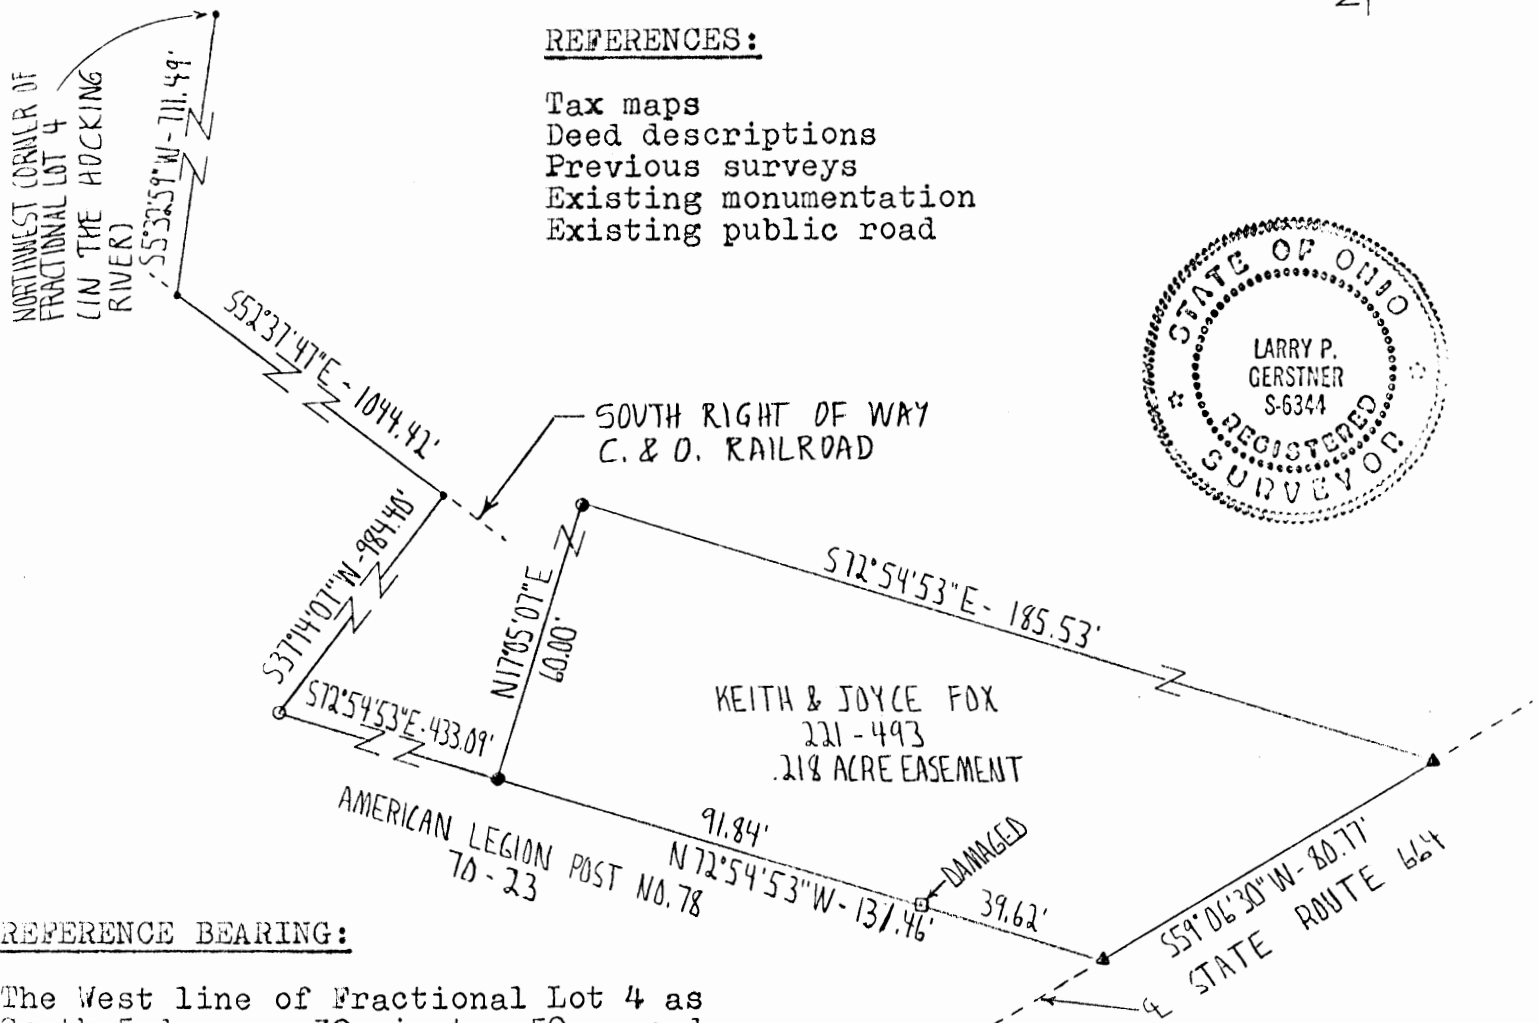 REFERENCES:
Tax maps
Deed descriptions
Previous surveys
Existing monumentation
Existing public road
NORTHWEST CORNER OF
FRACTIONAL LOT 4
(IN THE HOCKING
RIVER)
S5°32'59"W - 711.49'
S52°37'47"E - 1044.42'
SOUTH RIGHT OF WAY
C. & O. RAILROAD
STATE OF OHIO
LARRY P.
GERSTNER
S-6344
REGISTERED
SURVEYOR
S37°14'07"W - 984.40'
N17°05'07"E
60.00'
S72°54'53"E - 185.53'
S72°54'53"E - 433.09'
KEITH & JOYCE FOX
221-493
.218 ACRE EASEMENT
AMERICAN LEGION POST NO. 78
70-23
91.84'
N 72°54'53"W - 131.46'
DAMAGED
39.62'
S59°06'30"W - 80.77'
℄ STATE ROUTE 664
REFERENCE BEARING:
The West line of Fractional Lot 4 as